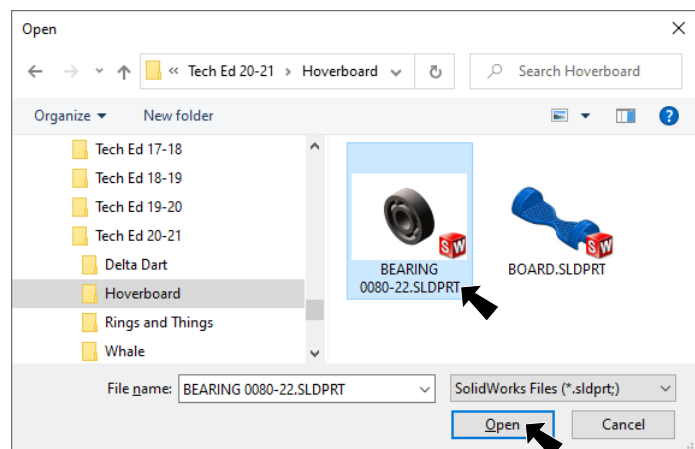 Open
« Tech Ed 20-21 › Hoverboard
Search Hoverboard
Organize
New folder
?
Tech Ed 17-18
Tech Ed 18-19
Tech Ed 19-20
Tech Ed 20-21
Delta Dart
Hoverboard
Rings and Things
Whale
SW
BEARING
0080-22.SLDPRT
SW
BOARD.SLDPRT
File name: BEARING 0080-22.SLDPRT
SolidWorks Files (*.sldprt;)
Open
Cancel